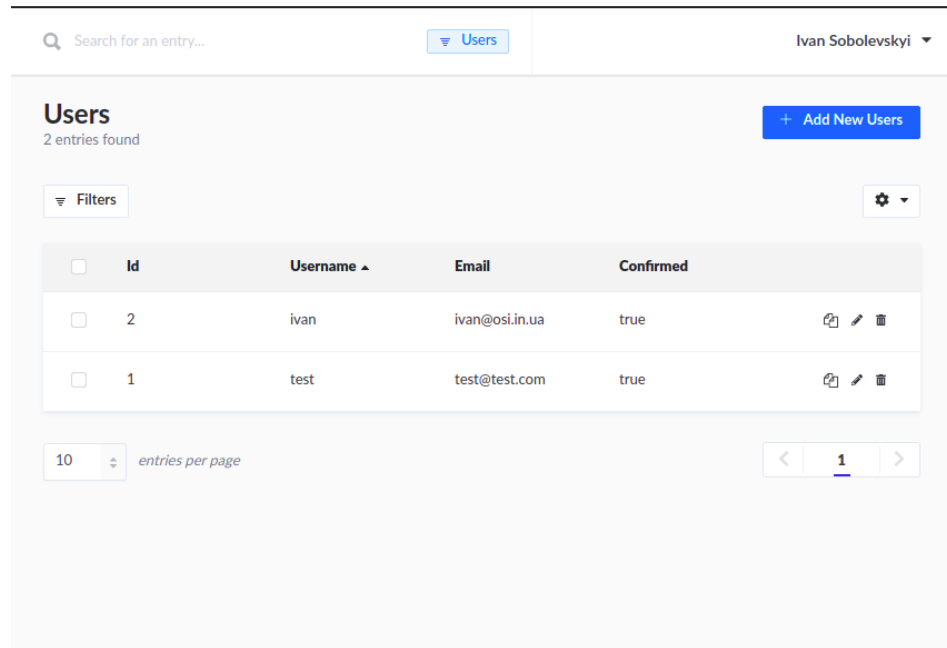 Search for an entry... Users Ivan Sobolevskyi
Users
2 entries found
+ Add New Users
Filters
Id Username Email Confirmed
2 ivan ivan@osi.in.ua true
1 test test@test.com true
10 entries per page 1